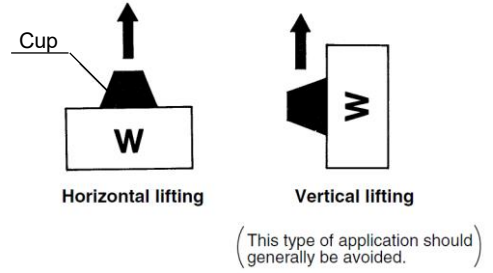 Cup
W
W
Horizontal lifting
Vertical lifting
(This type of application should
generally be avoided.)